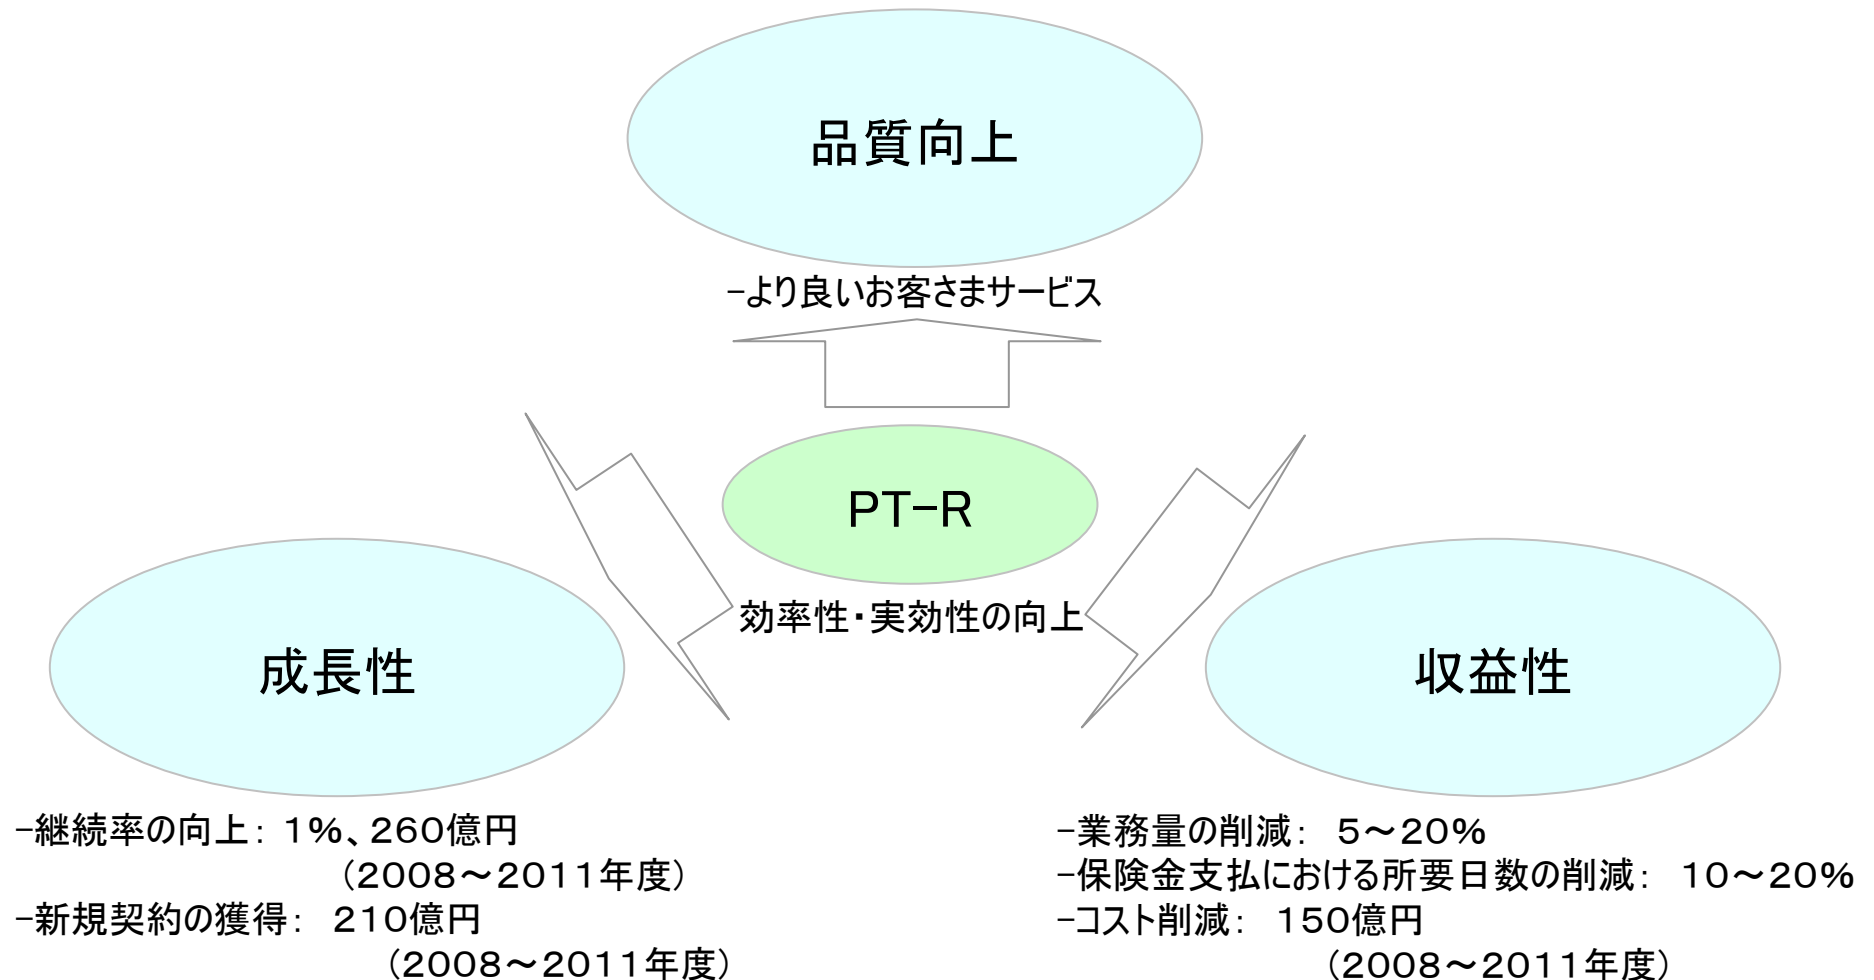 品質向上
−より良いお客さまサービス
PT−R
効率性・実効性の向上
成長性
−継続率の向上： 1％、260億円
（2008～2011年度）
−新規契約の獲得： 210億円
（2008～2011年度）
収益性
−業務量の削減： 5～20％
−保険金支払における所要日数の削減： 10～20％
−コスト削減： 150億円
（2008～2011年度）